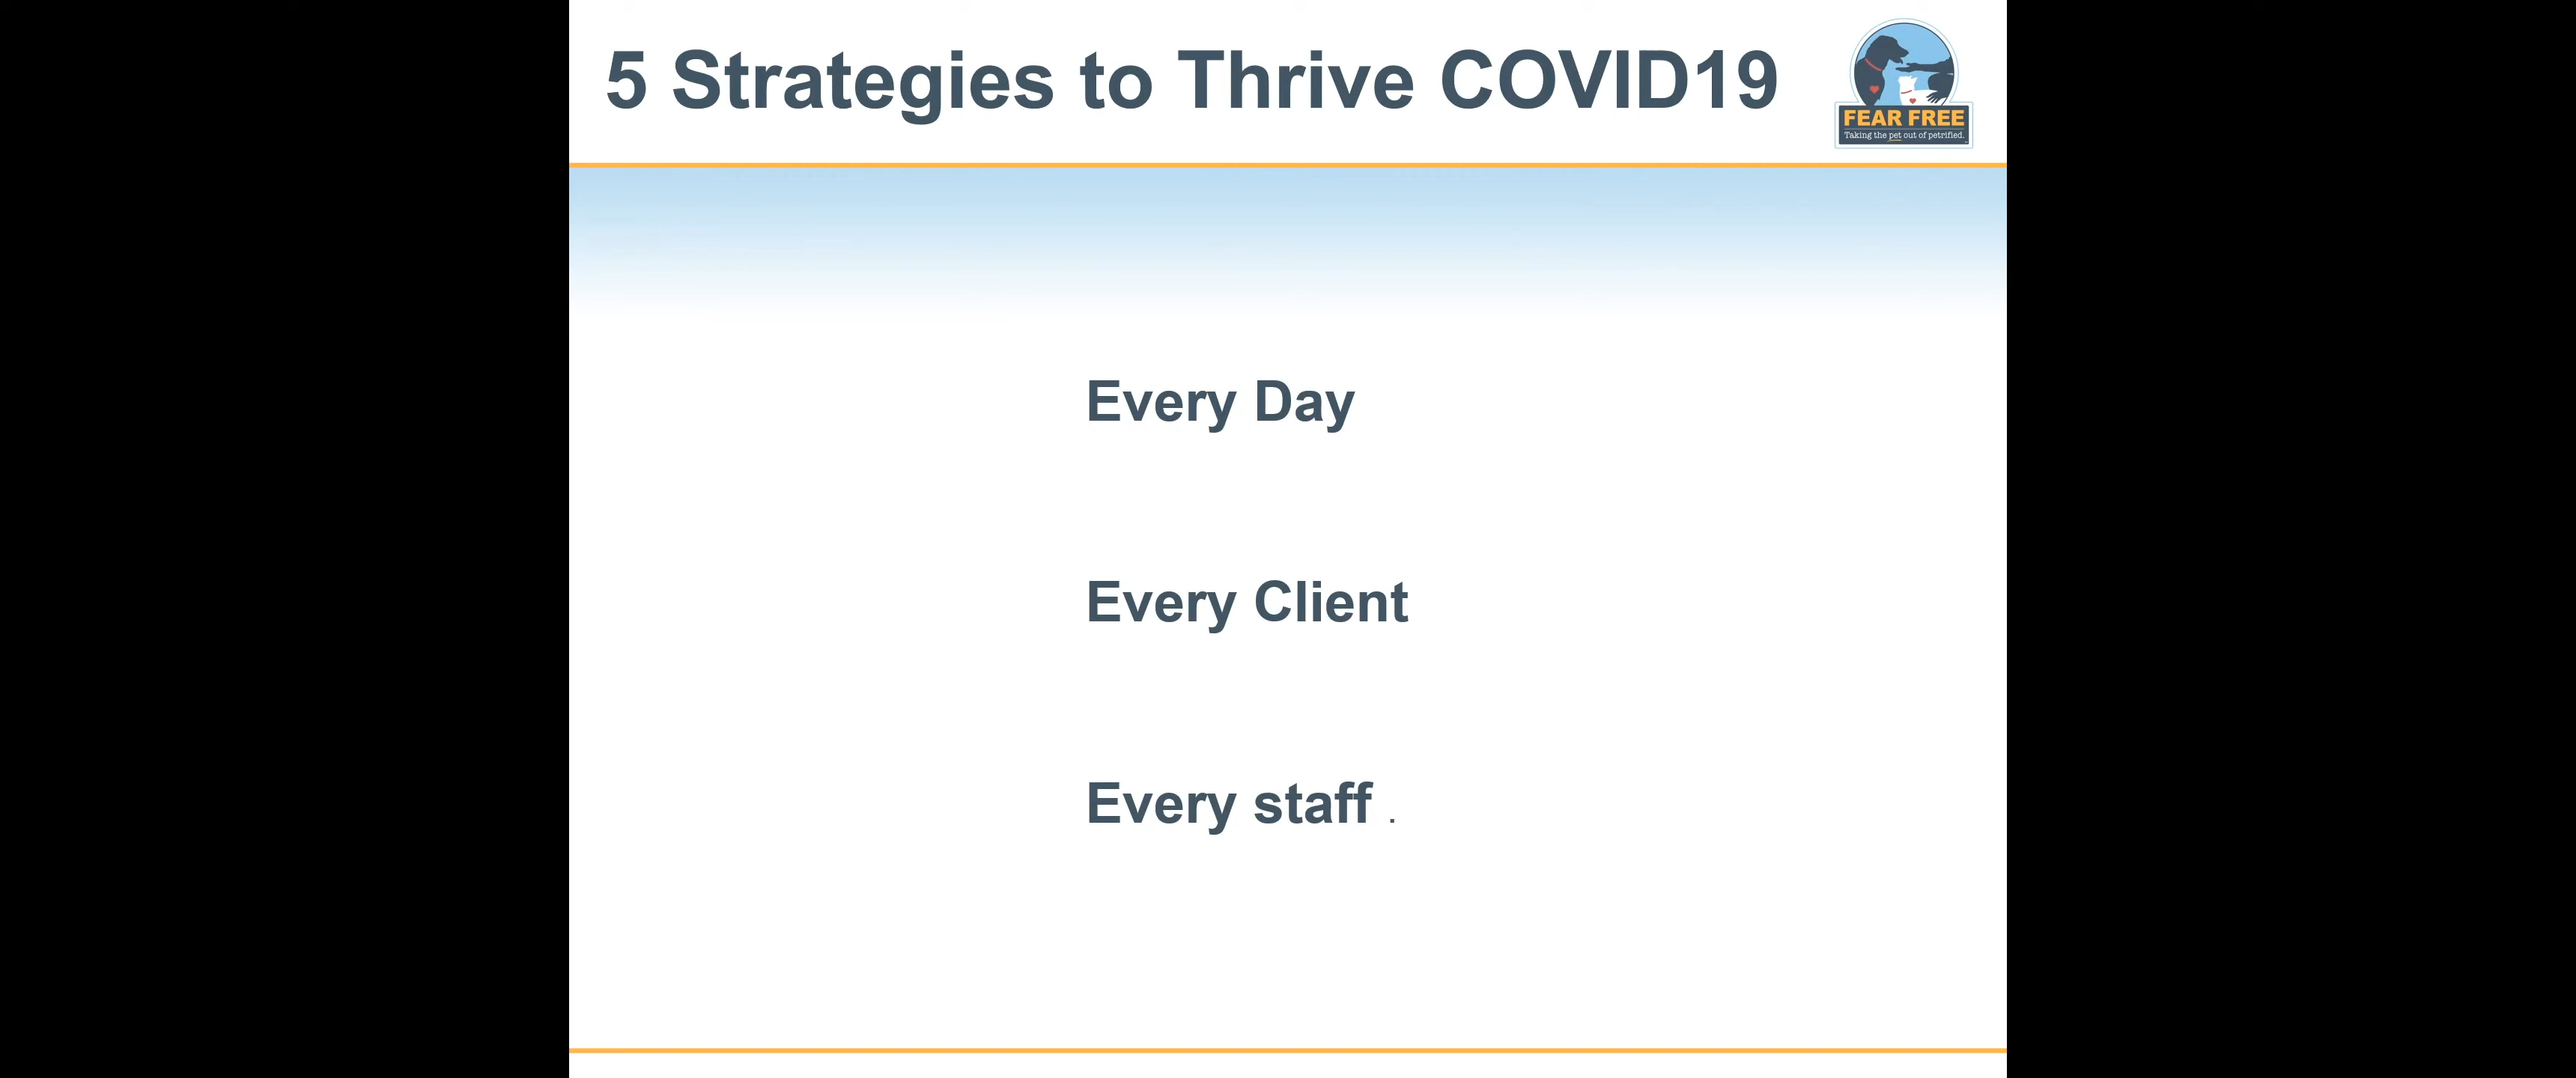 5 Strategies to Thrive COVID19
FEAR FREE
Taking the pet out of petrified.
Every Day
Every Client
Every staff .